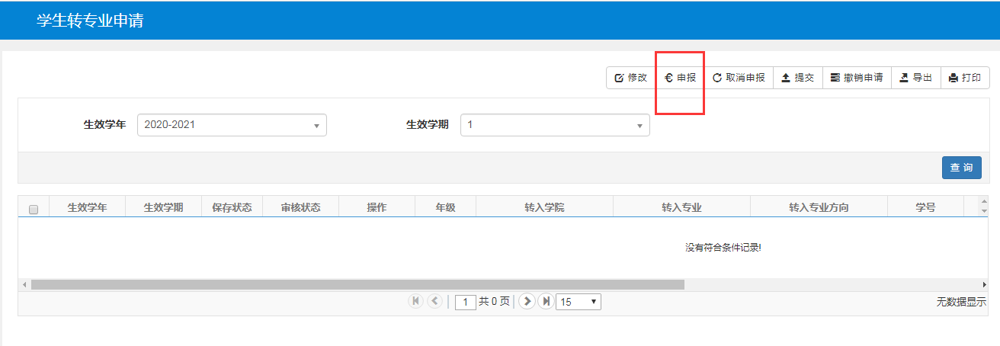 学生转专业申请
修改 申报 取消申报 提交 撤销申请 导出 打印
生效学年 2020-2021 生效学期 1
查 询
生效学年 生效学期 保存状态 审核状态 操作 年级 转入学院 转入专业 转入专业方向 学号
没有符合条件记录!
1 共 0 页 15 无数据显示